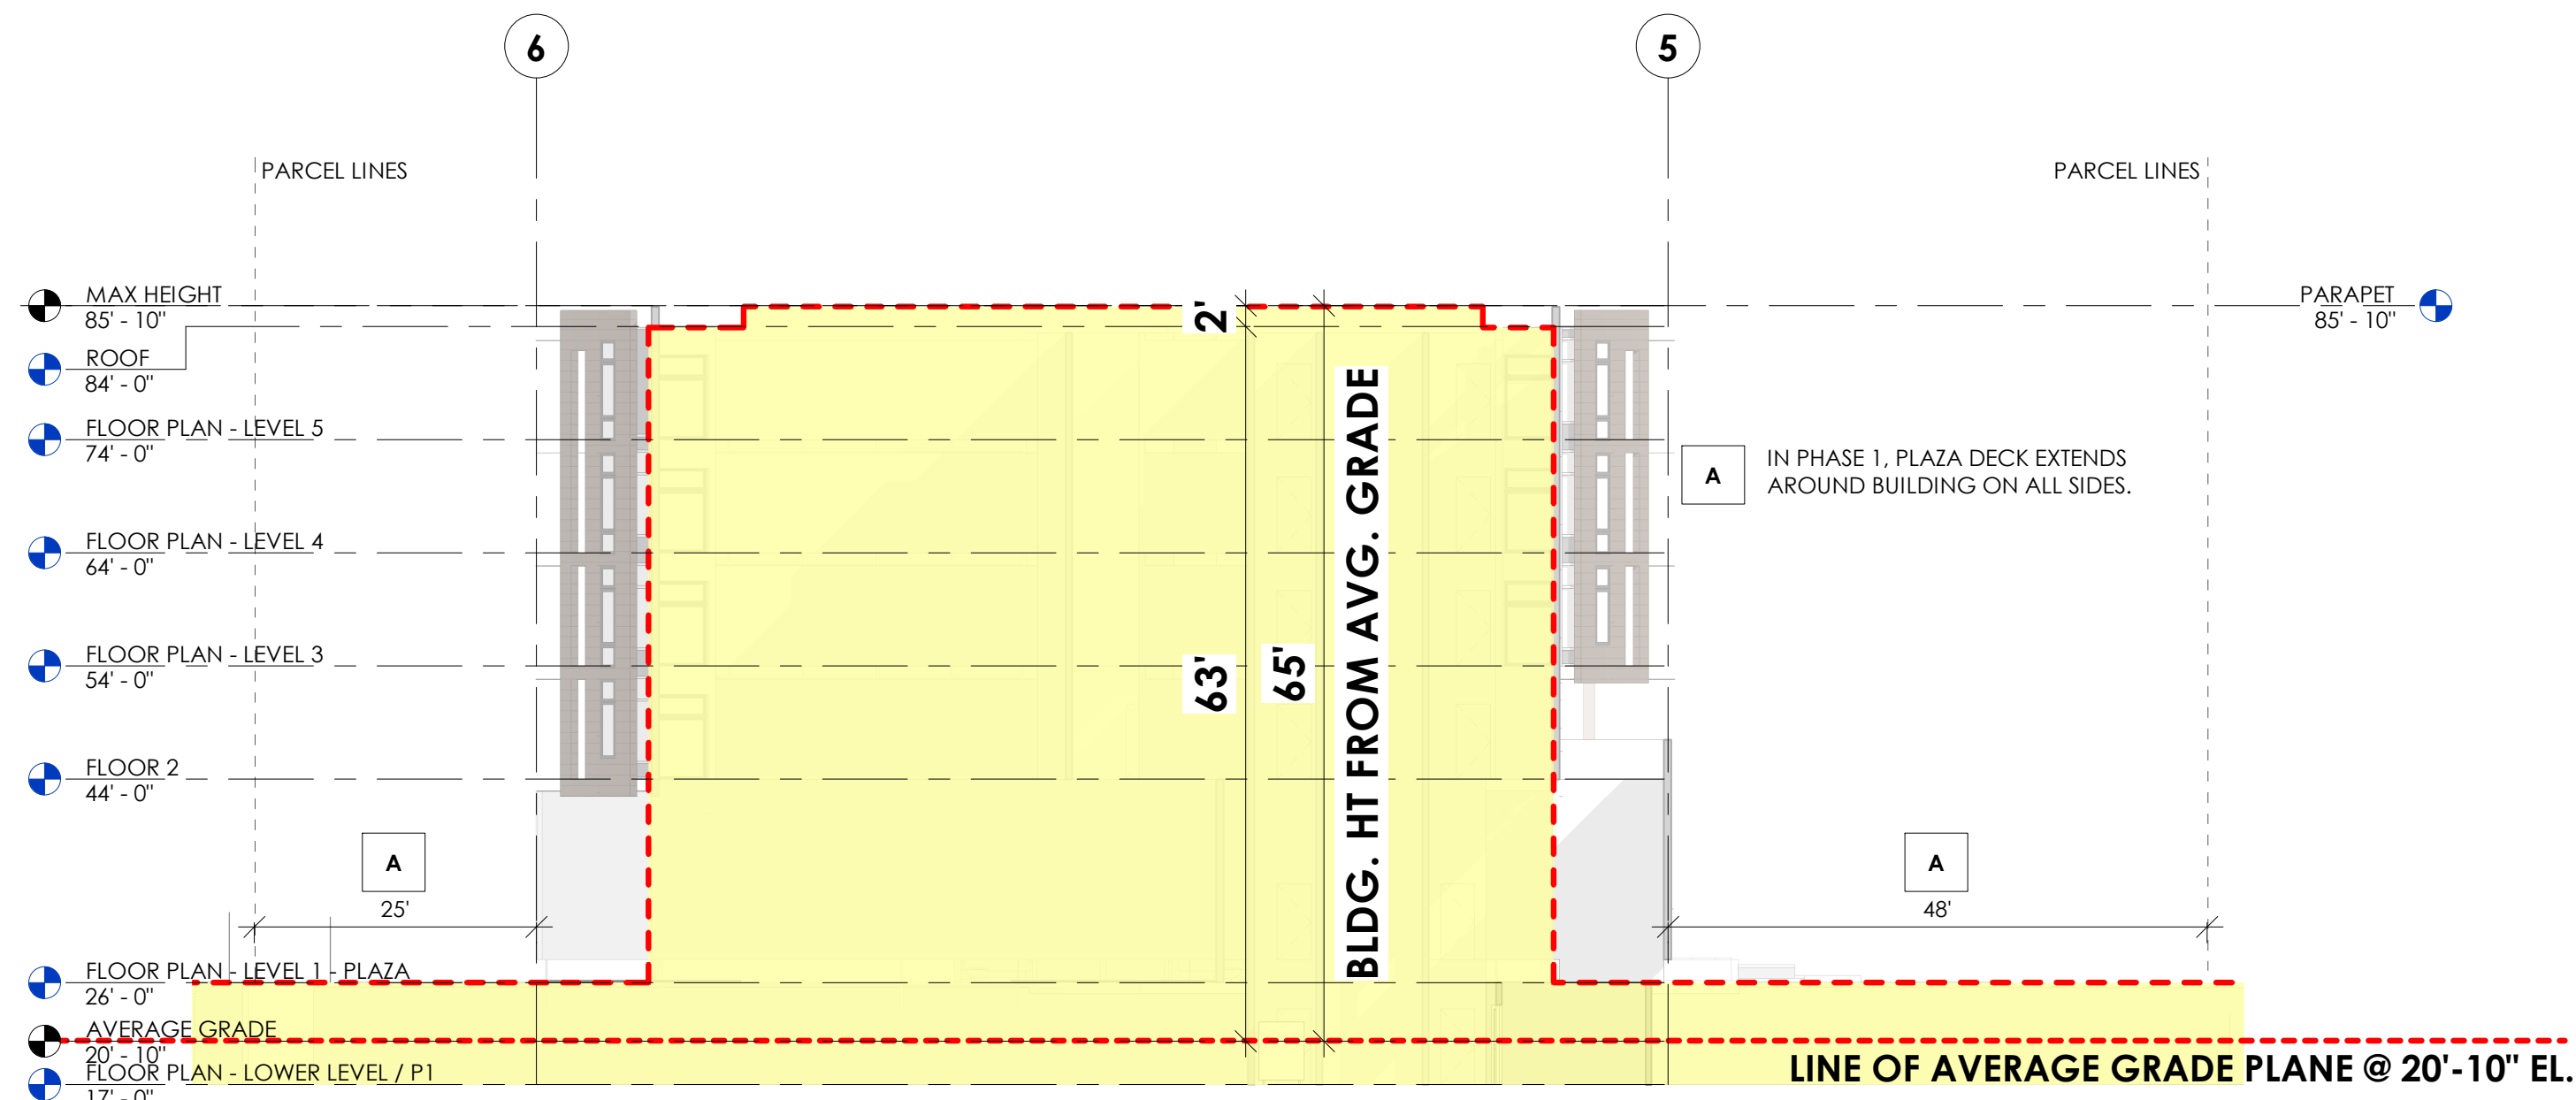 6
5
PARCEL LINES
PARCEL LINES
MAX HEIGHT
85' - 10"
PARAPET
85' - 10"
2'
ROOF
84' - 0"
FLOOR PLAN - LEVEL 5
74' - 0"
A
IN PHASE 1, PLAZA DECK EXTENDS
AROUND BUILDING ON ALL SIDES.
FLOOR PLAN - LEVEL 4
64' - 0"
FLOOR PLAN - LEVEL 3
54' - 0"
63'
65'
BLDG. HT FROM AVG. GRADE
FLOOR 2
44' - 0"
A
25'
A
48'
FLOOR PLAN - LEVEL 1 - PLAZA
26' - 0"
AVERAGE GRADE
20' - 10"
FLOOR PLAN - LOWER LEVEL / P1
17' - 0"
LINE OF AVERAGE GRADE PLANE @ 20'-10" EL.